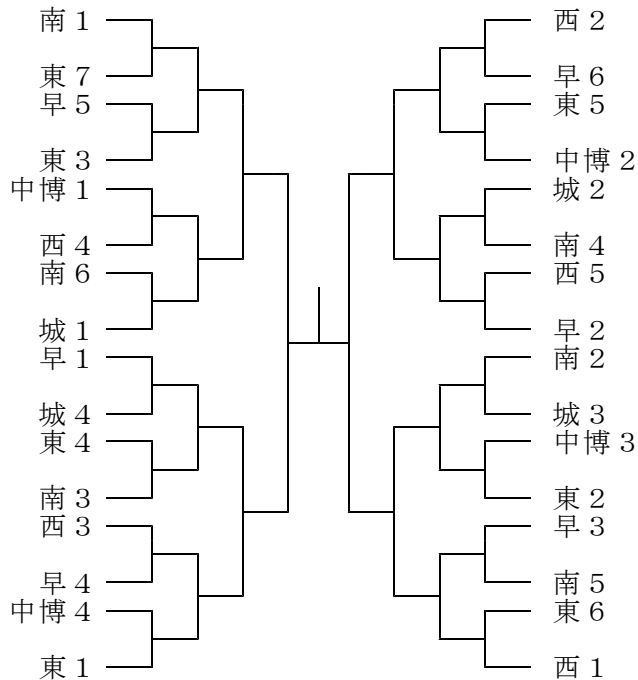 南 1
東 7
早 5
東 3
中博 1
西 4
南 6
城 1
早 1
城 4
東 4
南 3
西 3
早 4
中博 4
東 1
西 2
早 6
東 5
中博 2
城 2
南 4
西 5
早 2
南 2
城 3
中博 3
東 2
早 3
南 5
東 6
西 1